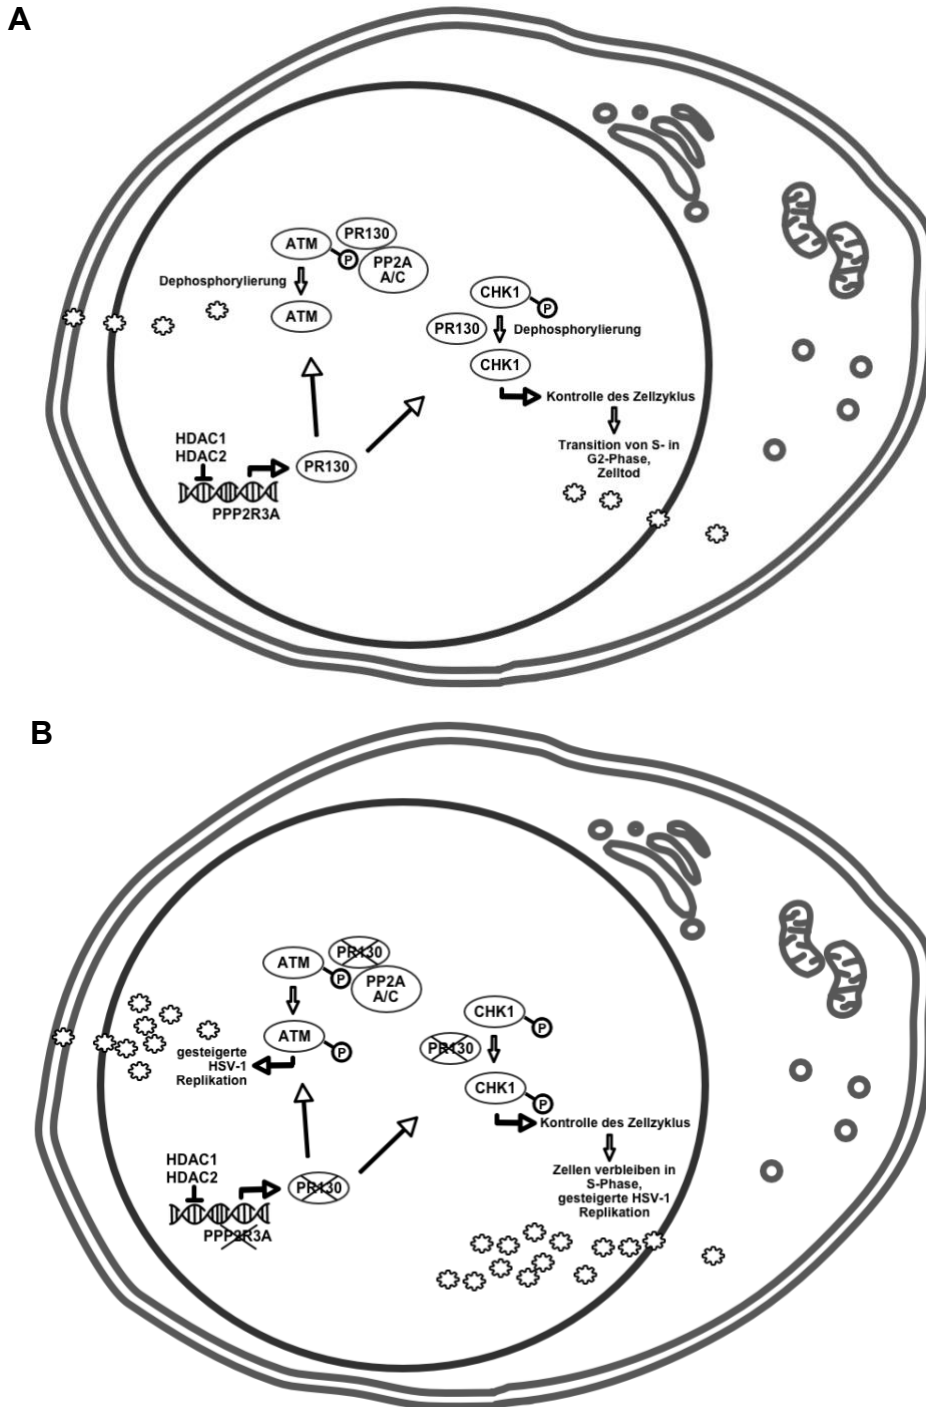 A
ATM
P
PR130
PP2A
A/C
Dephosphorylierung
ATM
CHK1
P
PR130
Dephosphorylierung
CHK1
Kontrolle des Zellzyklus
Transition von S- in
G2-Phase,
Zelltod
HDAC1
HDAC2
PR130
PPP2R3A
B
ATM
P
PR130
PP2A
A/C
ATM
P
gesteigerte
HSV-1
Replikation
CHK1
P
PR130
CHK1
P
Kontrolle des Zellzyklus
Zellen verbleiben in
S-Phase,
gesteigerte HSV-1
Replikation
HDAC1
HDAC2
PR130
PPP2R3A